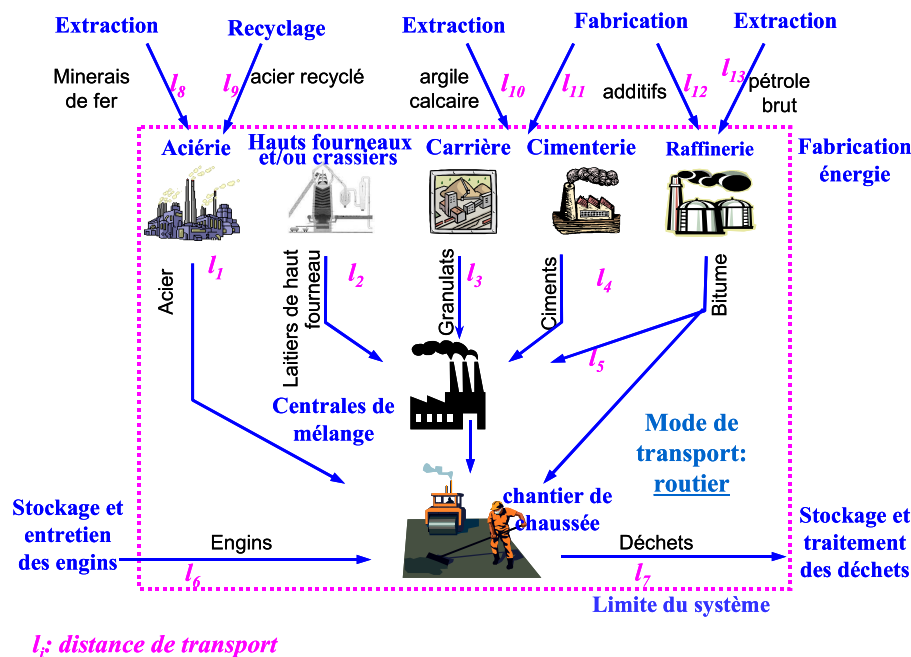 Extraction
Recyclage
Extraction
Fabrication
Extraction
Minerais
de fer
l8
l9
acier recyclé
argile
calcaire
l10
l11
additifs
l12
l13
pétrole
brut
Aciérie
Hauts fourneaux
et/ou crassiers
Carrière
Cimenterie
Raffinerie
Fabrication
énergie
Acier
l1
Laitiers de haut
fourneau
l2
Granulats
l3
Ciments
l4
Bitume
l5
Centrales de
mélange
Mode de
transport:
routier
chantier de
chaussée
Stockage et
entretien
des engins
Engins
l6
Déchets
l7
Stockage et
traitement
des déchets
Limite du système
li: distance de transport